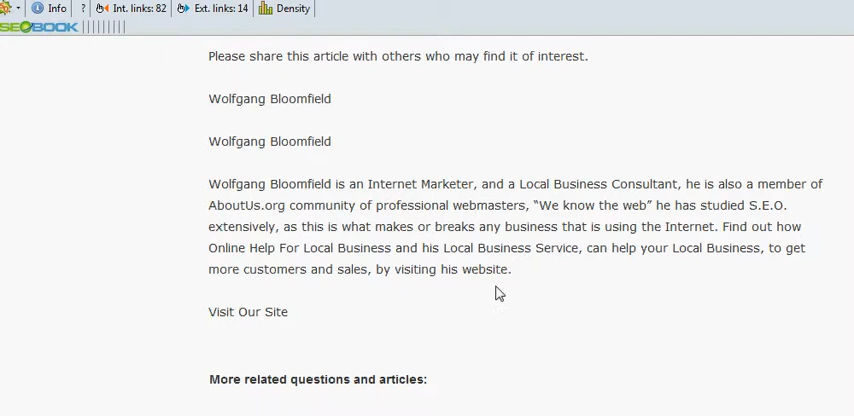 Info ? Int. links: 82 Ext. links: 14 Density
SEOBOOK
Please share this article with others who may find it of interest.
Wolfgang Bloomfield
Wolfgang Bloomfield
Wolfgang Bloomfield is an Internet Marketer, and a Local Business Consultant, he is also a member of
AboutUs.org community of professional webmasters, “We know the web” he has studied S.E.O.
extensively, as this is what makes or breaks any business that is using the Internet. Find out how
Online Help For Local Business and his Local Business Service, can help your Local Business, to get
more customers and sales, by visiting his website.
Visit Our Site
More related questions and articles: